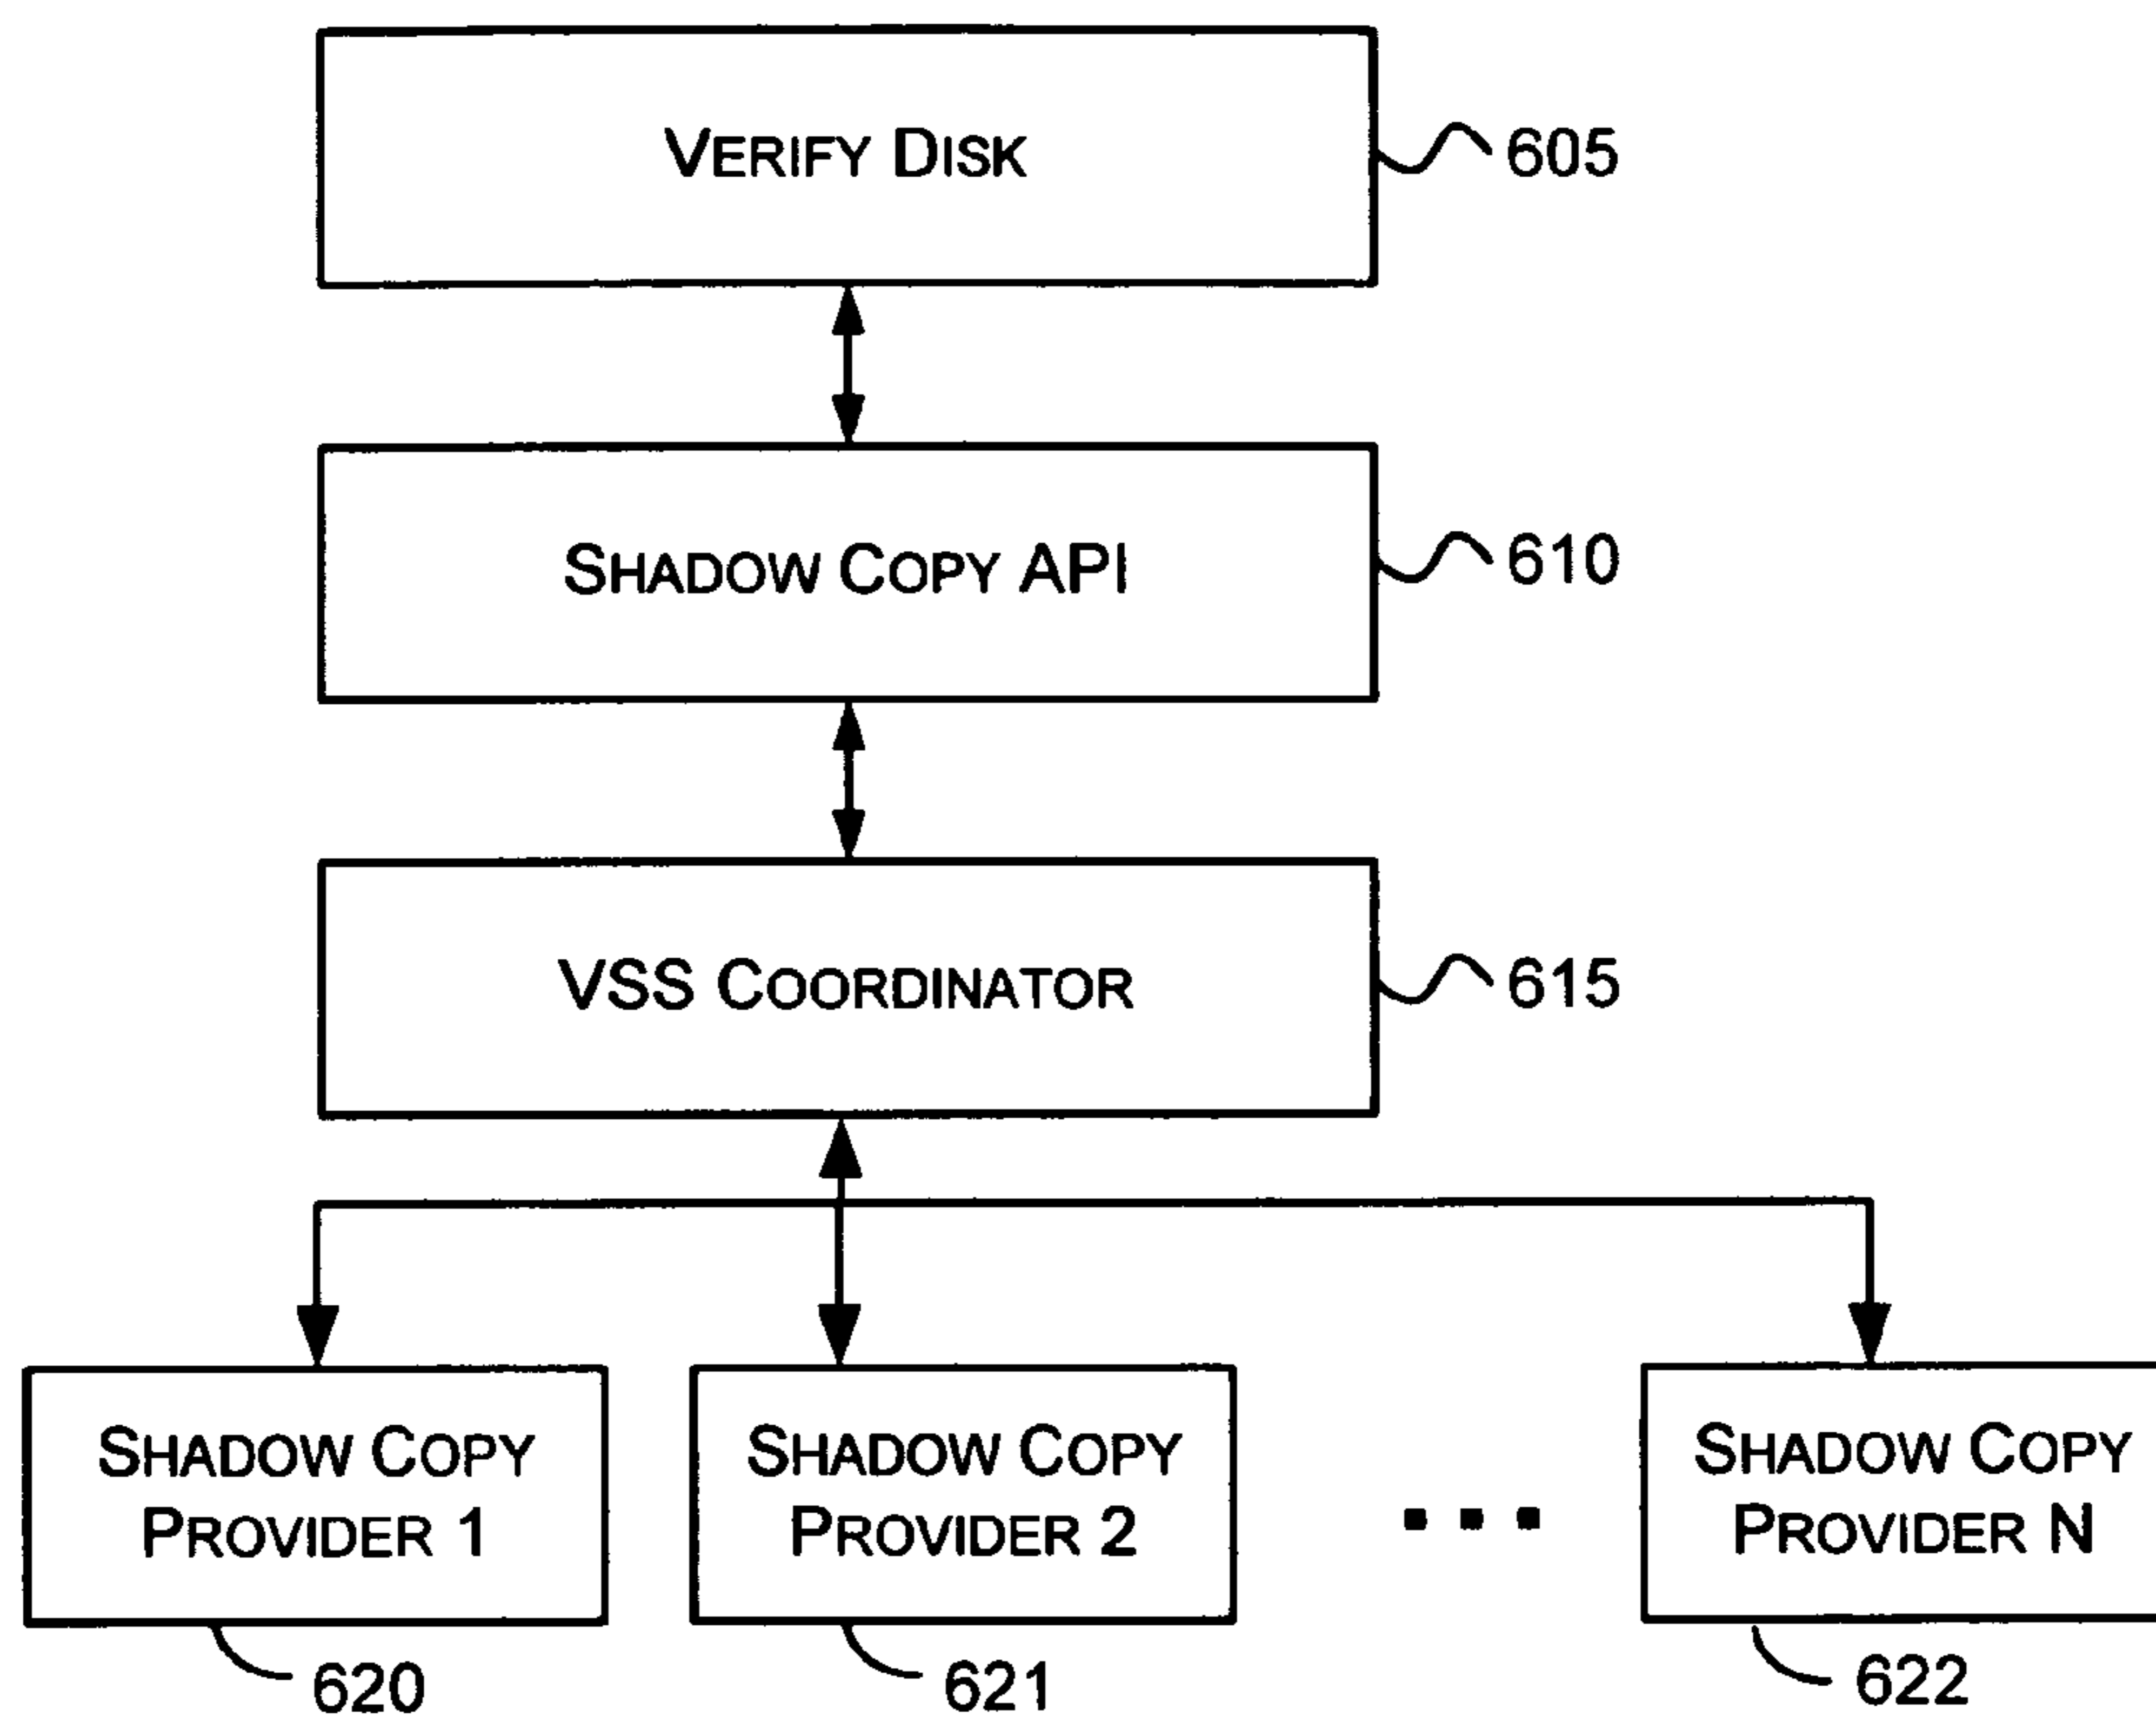 VERIFY DISK
605
SHADOW COPY API
610
VSS COORDINATOR
615
SHADOW COPY
PROVIDER 1
SHADOW COPY
PROVIDER 2
SHADOW COPY
PROVIDER N
620
621
622